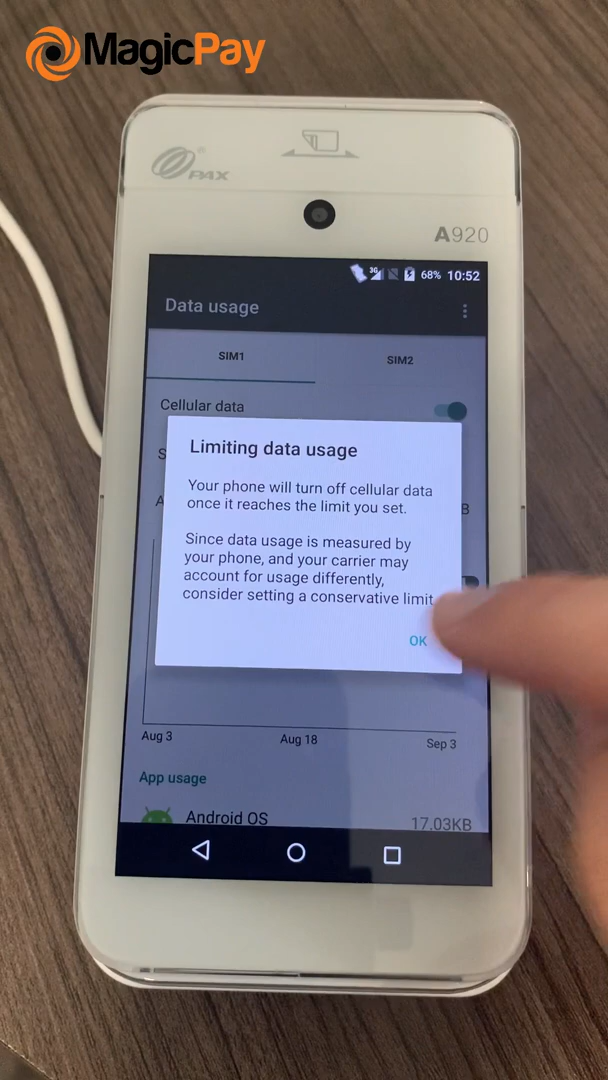 MagicPay
PAX
A920
3G 68% 10:52
Data usage
SIM1 SIM2
Cellular data
S
Limiting data usage
Your phone will turn off cellular data
once it reaches the limit you set.
A B
Since data usage is measured by
your phone, and your carrier may
account for usage differently,
consider setting a conservative limit
OK
Aug 3 Aug 18 Sep 3
App usage
Android OS 17.03KB